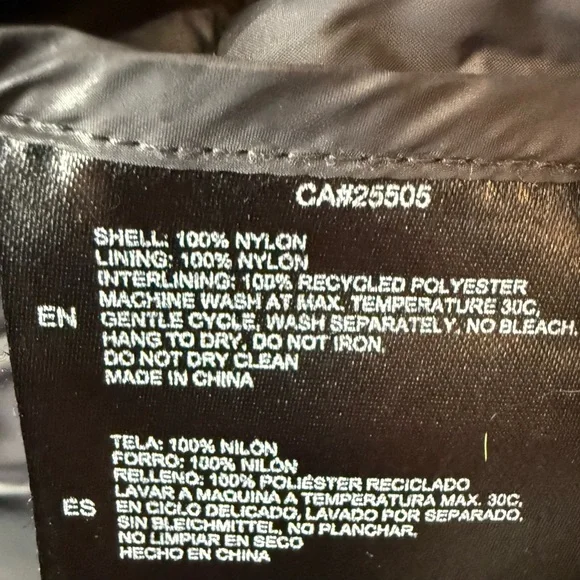 CA#25505
SHELL: 100% NYLON
LINING: 100% NYLON
INTERLINING: 100% RECYCLED POLYESTER
MACHINE WASH AT MAX. TEMPERATURE 30C,
EN GENTLE CYCLE, WASH SEPARATELY, NO BLEACH,
HANG TO DRY, DO NOT IRON,
DO NOT DRY CLEAN
MADE IN CHINA
TELA: 100% NILÓN
FORRO: 100% NILÓN
RELLENO: 100% POLIÉSTER RECICLADO
LAVAR A MAQUINA A TEMPERATURA MAX. 30C,
ES EN CICLO DELICADO, LAVADO POR SEPARADO,
SIN BLEICHMITTEL, NO PLANCHAR,
NO LIMPIAR EN SECO
HECHO EN CHINA